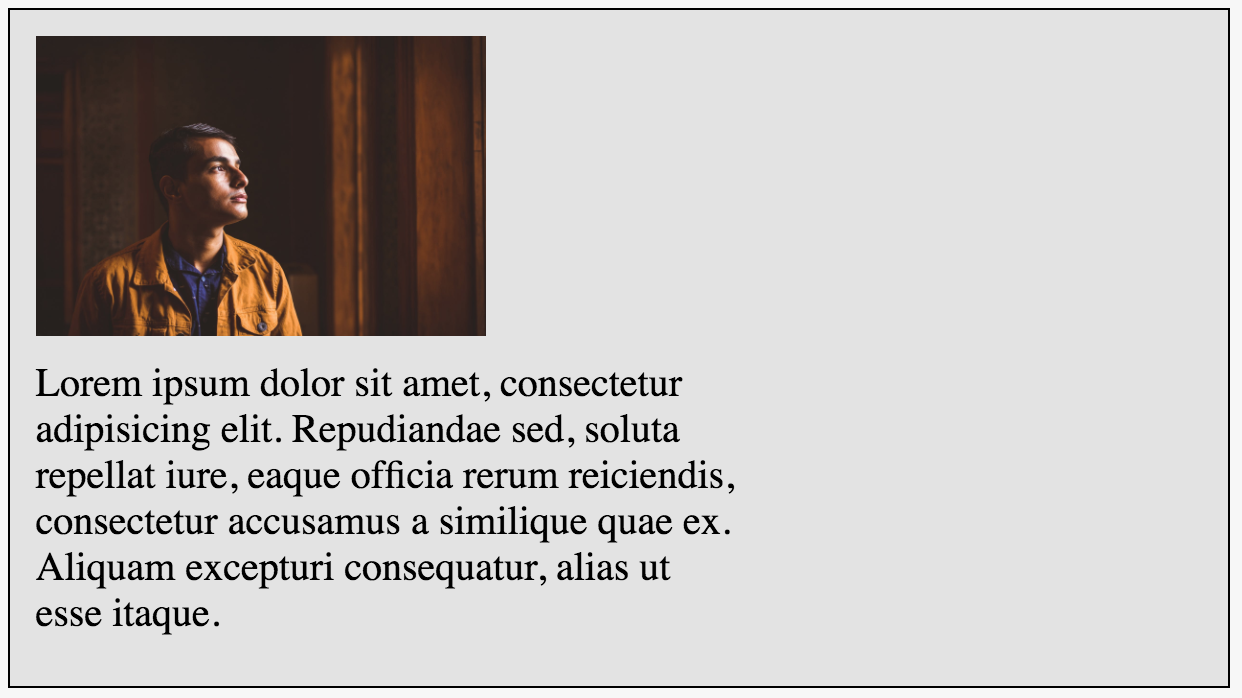 Lorem ipsum dolor sit amet, consectetur
adipisicing elit. Repudiandae sed, soluta
repellat iure, eaque officia rerum reiciendis,
consectetur accusamus a similique quae ex.
Aliquam excepturi consequatur, alias ut
esse itaque.